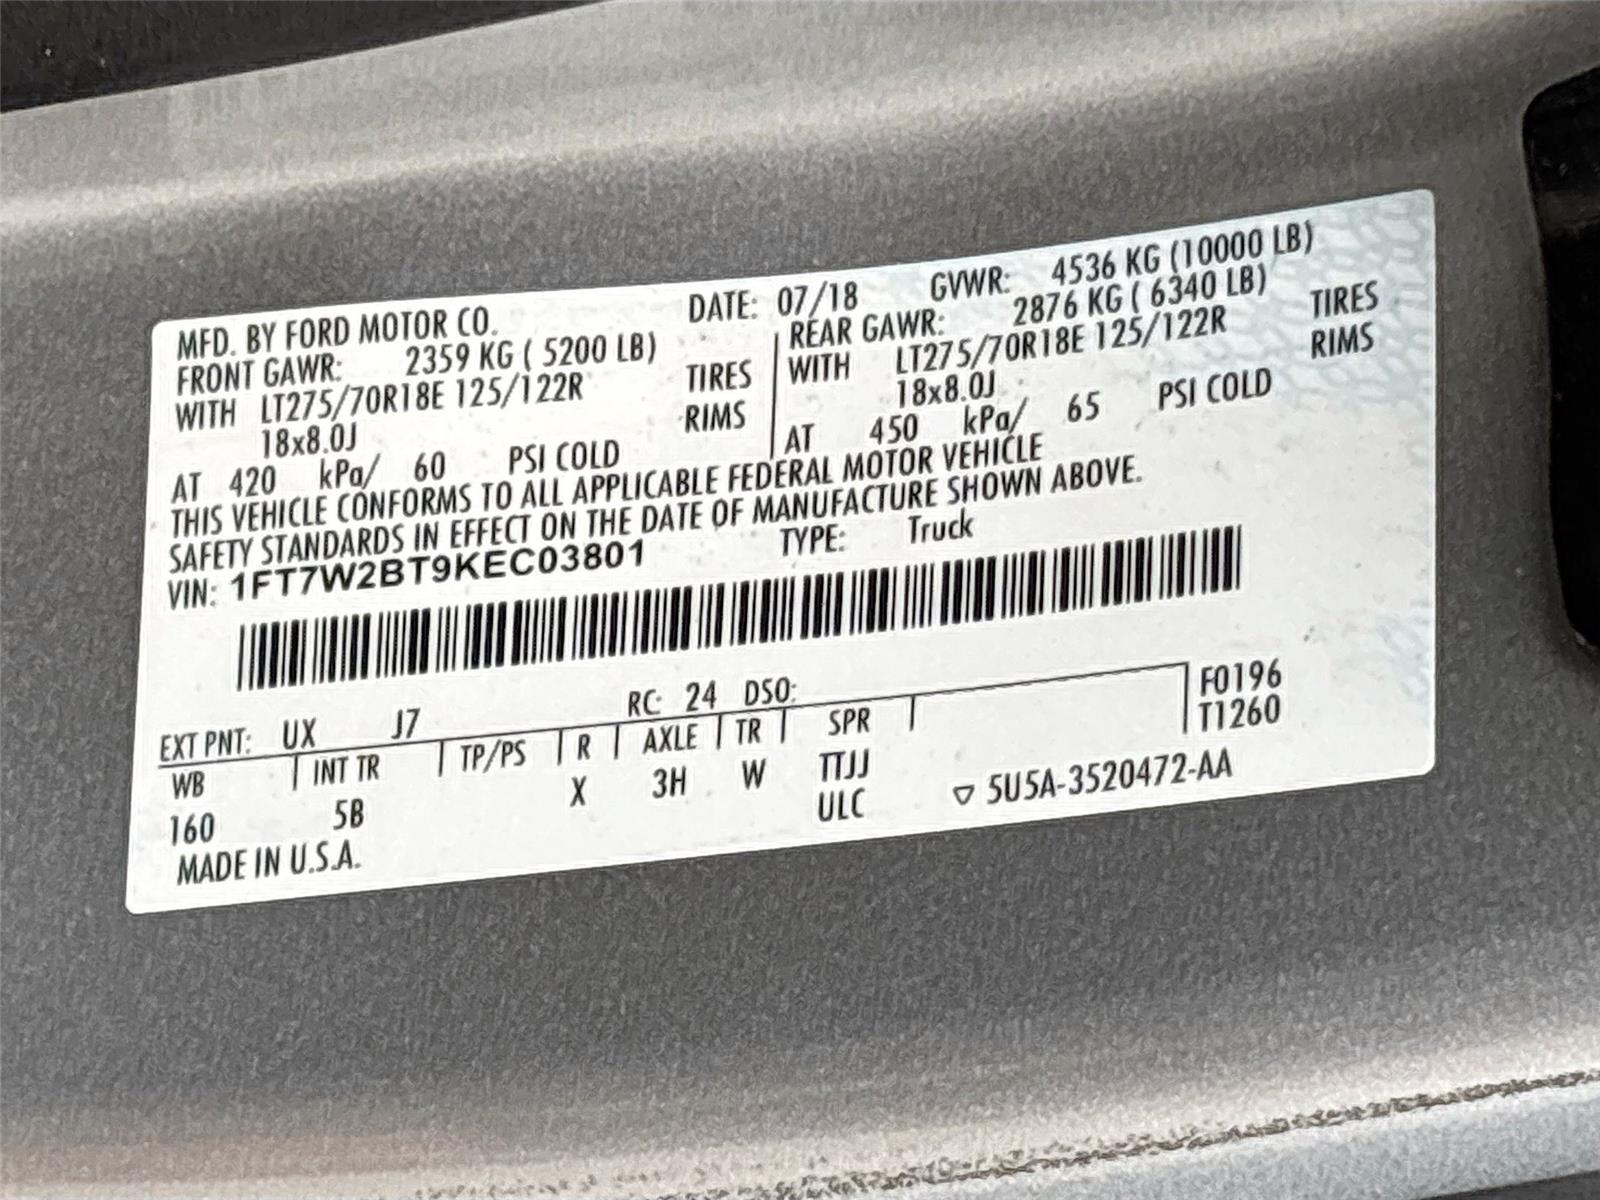 MFD. BY FORD MOTOR CO. DATE: 07/18 GVWR: 4536 KG (10000 LB)
FRONT GAWR: 2359 KG ( 5200 LB) REAR GAWR: 2876 KG ( 6340 LB)
WITH LT275/70R18E 125/122R TIRES WITH LT275/70R18E 125/122R TIRES
18x8.0J RIMS 18x8.0J RIMS
AT 420 kPa/ 60 PSI COLD AT 450 kPa/ 65 PSI COLD
THIS VEHICLE CONFORMS TO ALL APPLICABLE FEDERAL MOTOR VEHICLE
SAFETY STANDARDS IN EFFECT ON THE DATE OF MANUFACTURE SHOWN ABOVE.
VIN: 1FT7W2BT9KEC03801 TYPE: Truck
EXT PNT: UX J7 RC: 24 DSO: F0196
WB INT TR TP/PS R AXLE TR SPR T1260
160 5B X 3H W TTJJ
ULC ▽ 5U5A-3520472-AA
MADE IN U.S.A.